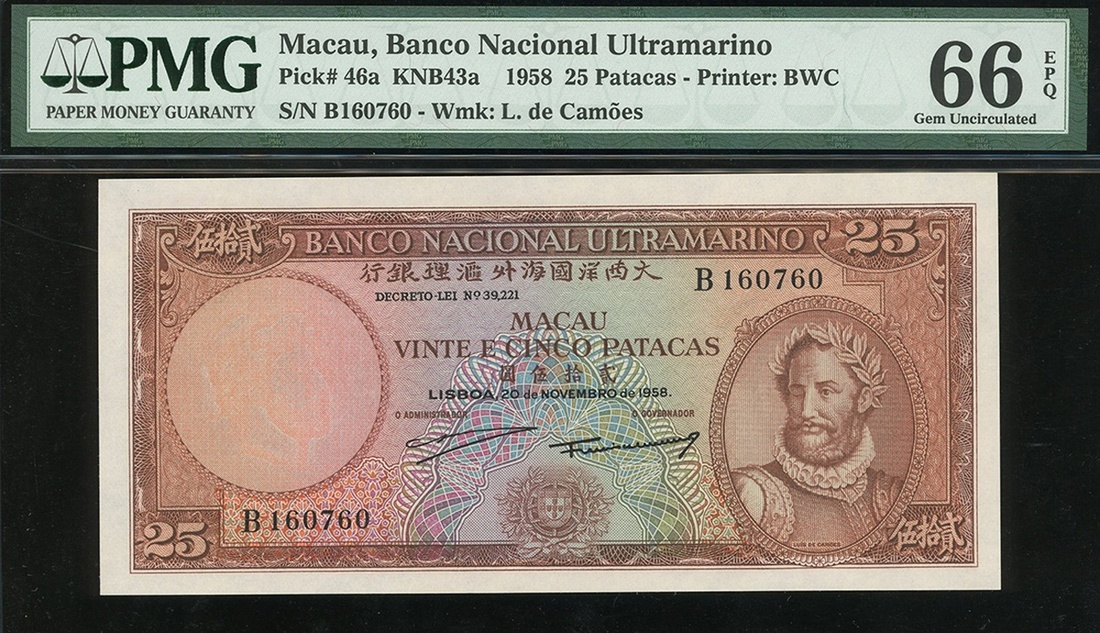 PMG
PAPER MONEY GUARANTY
Macau, Banco Nacional Ultramarino
Pick# 46a KNB43a 1958 25 Patacas - Printer: BWC
S/N B160760 - Wmk: L. de Camões
66 EPQ
Gem Uncirculated
伍拾貳
BANCO NACIONAL ULTRAMARINO
25
行銀理滙外海國洋西大
B 160760
DECRETO-LEI Nº 39,221
MACAU
VINTE E CINCO PATACAS
圓伍拾貳
LISBOA, 20 de NOVEMBRO de 1958.
O ADMINISTRADOR
O GOVERNADOR
B 160760
25
LUÍS DE CAMÕES
伍拾貳